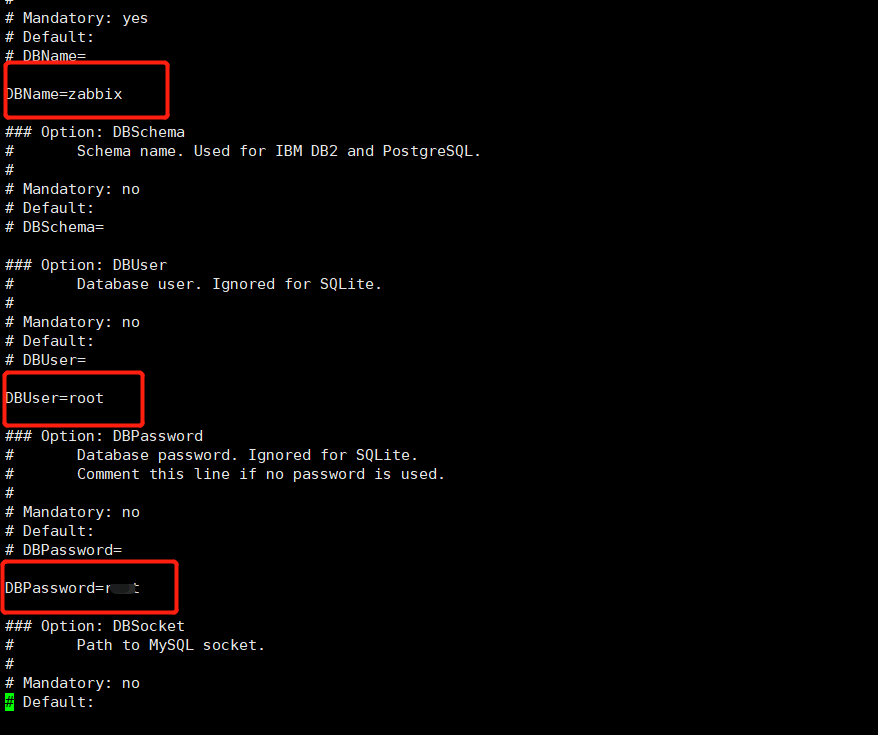 #
# Mandatory: yes
# Default:
# DBName=
DBName=zabbix
### Option: DBSchema
#       Schema name. Used for IBM DB2 and PostgreSQL.
#
# Mandatory: no
# Default:
# DBSchema=
### Option: DBUser
#       Database user. Ignored for SQLite.
#
# Mandatory: no
# Default:
# DBUser=
DBUser=root
### Option: DBPassword
#       Database password. Ignored for SQLite.
#       Comment this line if no password is used.
#
# Mandatory: no
# Default:
# DBPassword=
DBPassword=
### Option: DBSocket
#       Path to MySQL socket.
#
# Mandatory: no
# Default: